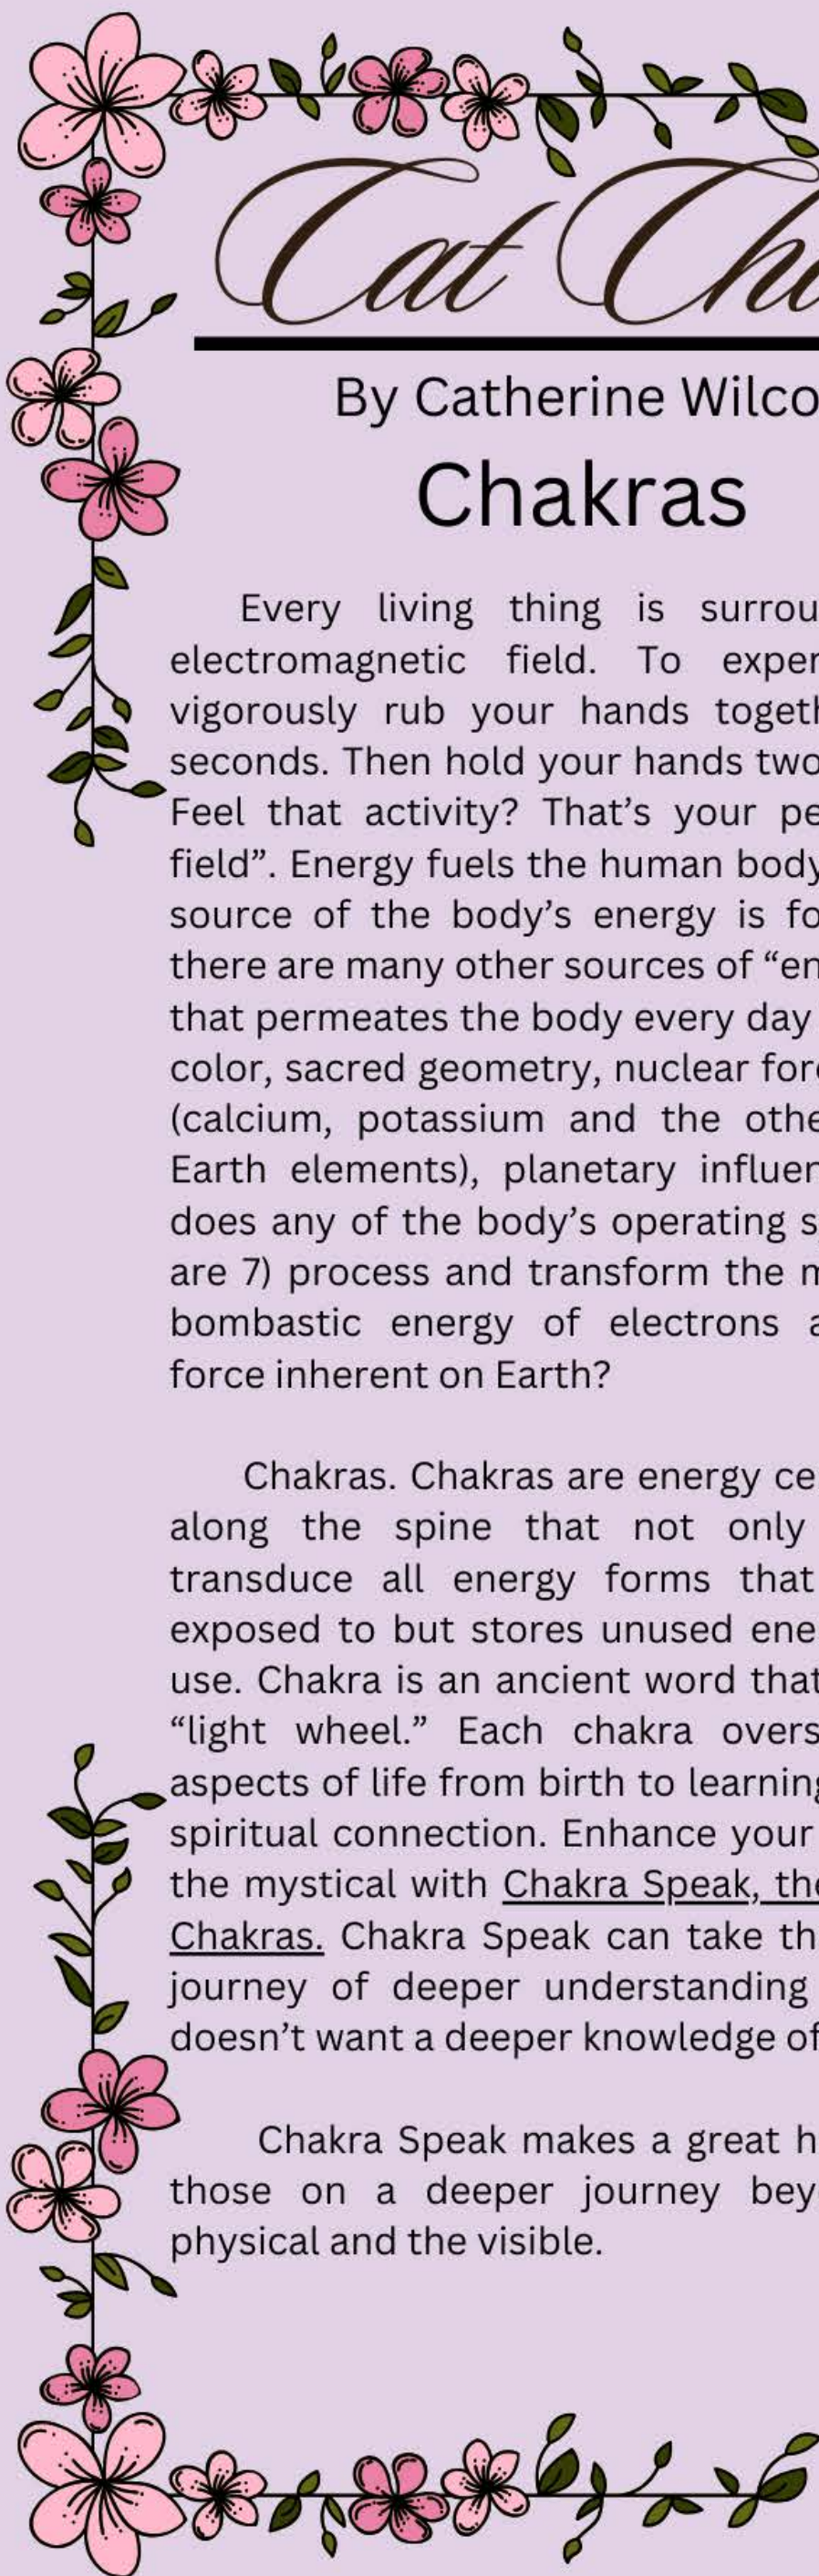 Cat Cha
By Catherine Wilco
Chakras
Every living thing is surrou
electromagnetic field. To exper
vigorously rub your hands togeth
seconds. Then hold your hands two
Feel that activity? That’s your pe
field”. Energy fuels the human body
source of the body’s energy is fo
there are many other sources of “en
that permeates the body every day
color, sacred geometry, nuclear forc
(calcium, potassium and the othe
Earth elements), planetary influen
does any of the body’s operating s
are 7) process and transform the m
bombastic energy of electrons a
force inherent on Earth?
Chakras. Chakras are energy ce
along the spine that not only
transduce all energy forms that
exposed to but stores unused ene
use. Chakra is an ancient word that
“light wheel.” Each chakra overs
aspects of life from birth to learning
spiritual connection. Enhance your
the mystical with Chakra Speak, the
Chakras. Chakra Speak can take th
journey of deeper understanding
doesn’t want a deeper knowledge of
Chakra Speak makes a great h
those on a deeper journey bey
physical and the visible.